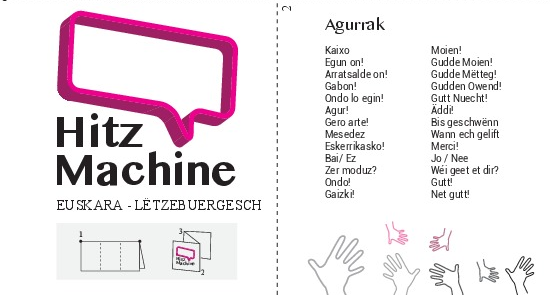 Hitz
Machine
EUSKARA - LËTZEBUERGESCH
1
3
Hitz
Machine
2
2
Agurrak
Kaixo
Egun on!
Arratsalde on!
Gabon!
Ondo lo egin!
Agur!
Gero arte!
Mesedez
Eskerrikasko!
Bai/ Ez
Zer moduz?
Ondo!
Gaizki!
Moien!
Gudde Moien!
Gudde Mëtteg!
Gudden Owend!
Gutt Nuecht!
Äddi!
Bis geschwënn
Wann ech gelift
Merci!
Jo / Nee
Wéi geet et dir?
Gutt!
Net gutt!